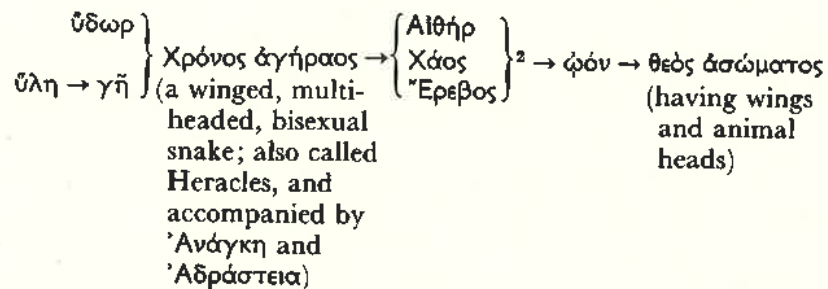 ὕδωρ
ὕλη → γῆ } Χρόνος ἀγήραος → { Αἰθήρ Χάος Ἔρεβος }² → ᾠόν → θεὸς ἀσώματος
(a winged, multi-
headed, bisexual
snake; also called
Heracles, and
accompanied by
Ἀνάγκη and
Ἀδράστεια)
(having wings
and animal
heads)